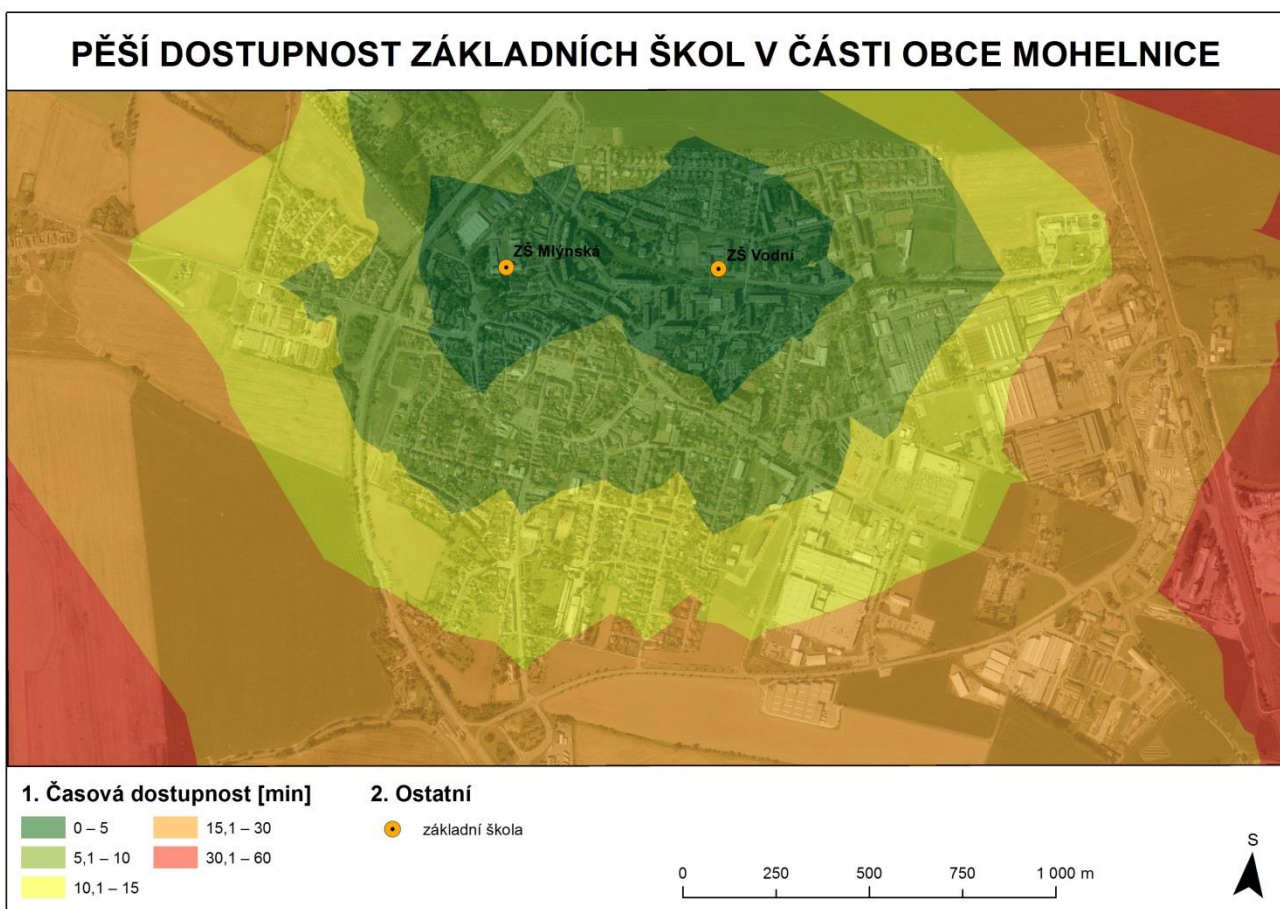 PĚŠÍ DOSTUPNOST ZÁKLADNÍCH ŠKOL V ČÁSTI OBCE MOHELNICE
ZŠ Mlýnská
ZŠ Vodní
1. Časová dostupnost [min]
0 – 5
15,1 – 30
5,1 – 10
30,1 – 60
10,1 – 15
2. Ostatní
základní škola
0 250 500 750 1 000 m
S